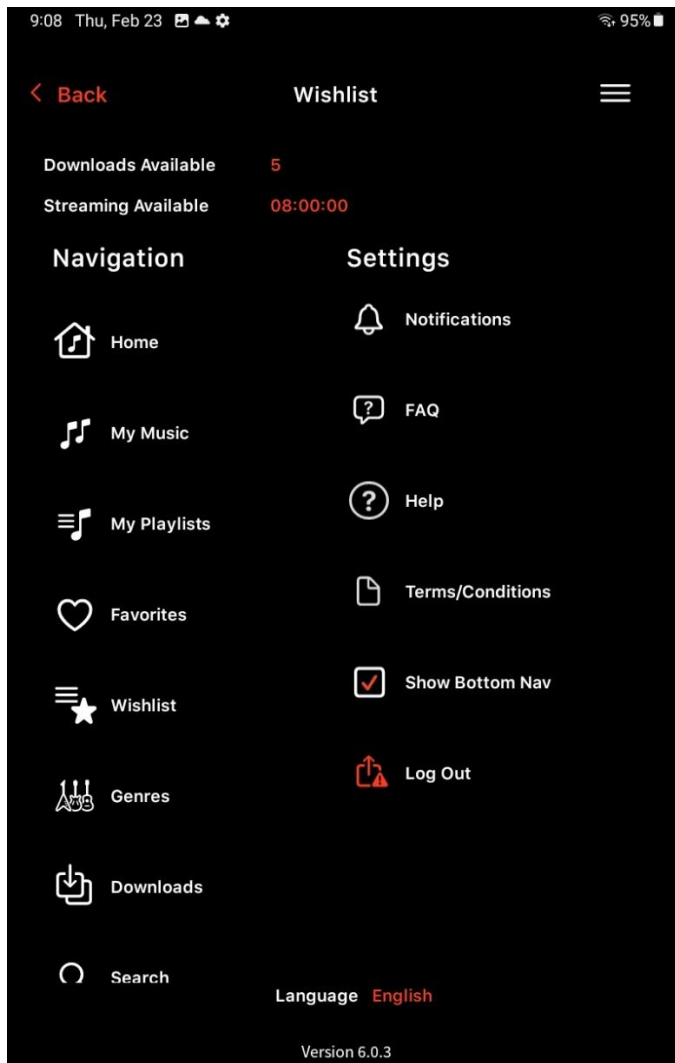 9:08 Thu, Feb 23 95%
Back Wishlist
Downloads Available 5
Streaming Available 08:00:00
Navigation
Home
My Music
My Playlists
Favorites
Wishlist
Genres
Downloads
Search
Settings
Notifications
? FAQ
? Help
Terms/Conditions
Show Bottom Nav
Log Out
Language English
Version 6.0.3